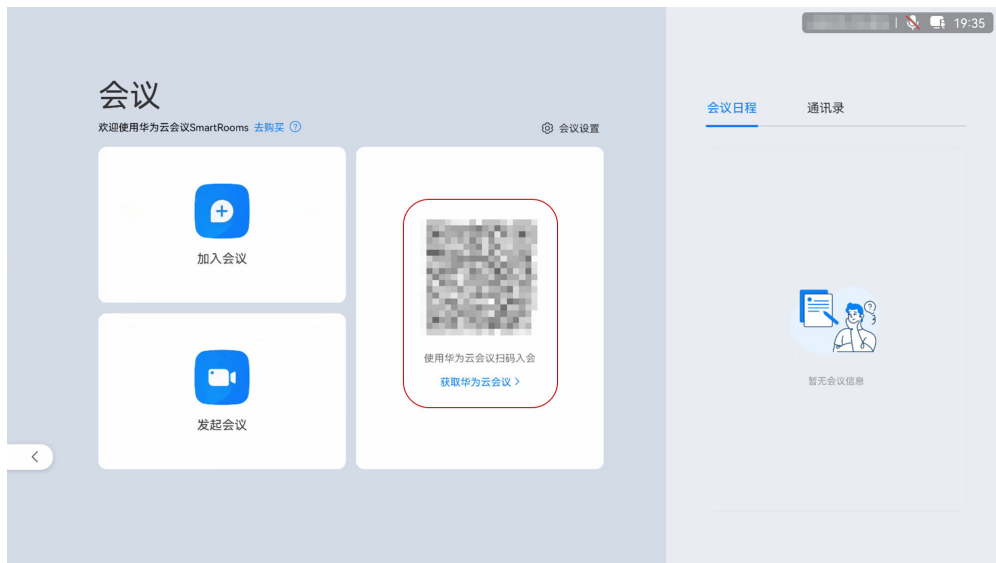 19:35
会议
欢迎使用华为云会议SmartRooms 去购买
会议设置
加入会议
发起会议
使用华为云会议扫码入会
获取华为云会议
会议日程 通讯录
暂无会议信息